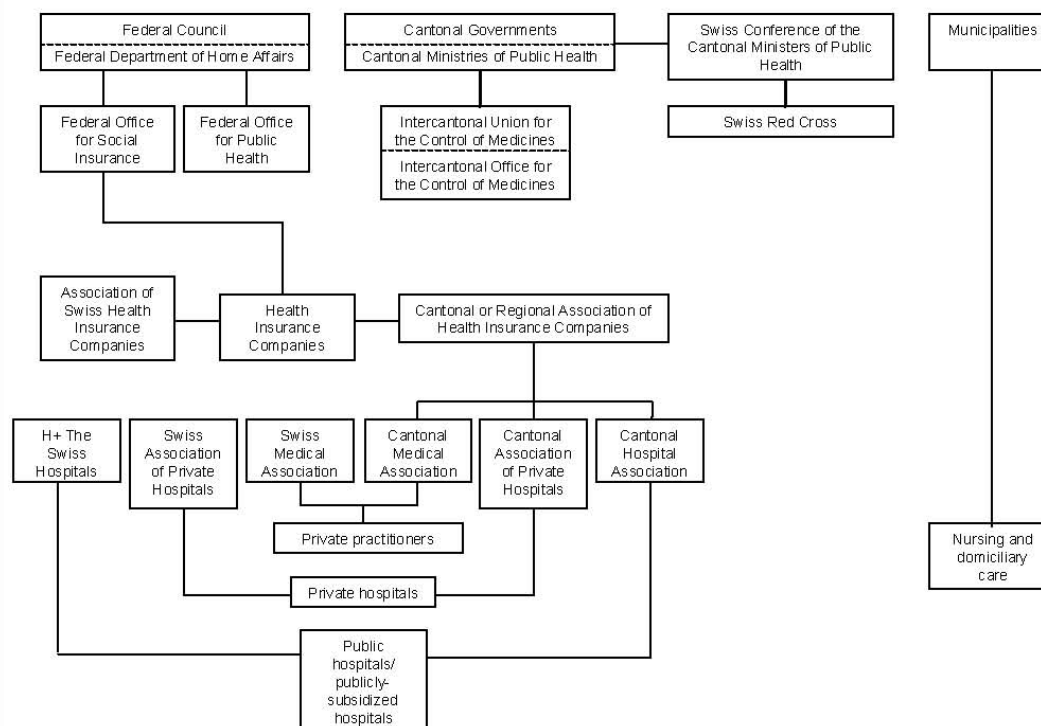 Federal Council
Federal Department of Home Affairs
Cantonal Governments
Cantonal Ministries of Public Health
Swiss Conference of the
Cantonal Ministers of Public
Health
Municipalities
Federal Office
for Social
Insurance
Federal Office
for Public
Health
Intercantonal Union for
the Control of Medicines
Intercantonal Office for
the Control of Medicines
Swiss Red Cross
Association of
Swiss Health
Insurance
Companies
Health
Insurance
Companies
Cantonal or Regional Association of
Health Insurance Companies
H+ The
Swiss
Hospitals
Swiss
Association
of Private
Hospitals
Swiss
Medical
Association
Cantonal
Medical
Association
Cantonal
Association
of Private
Hospitals
Cantonal
Hospital
Association
Private practitioners
Nursing and
domiciliary
care
Private hospitals
Public
hospitals/
publicly-
subsidized
hospitals